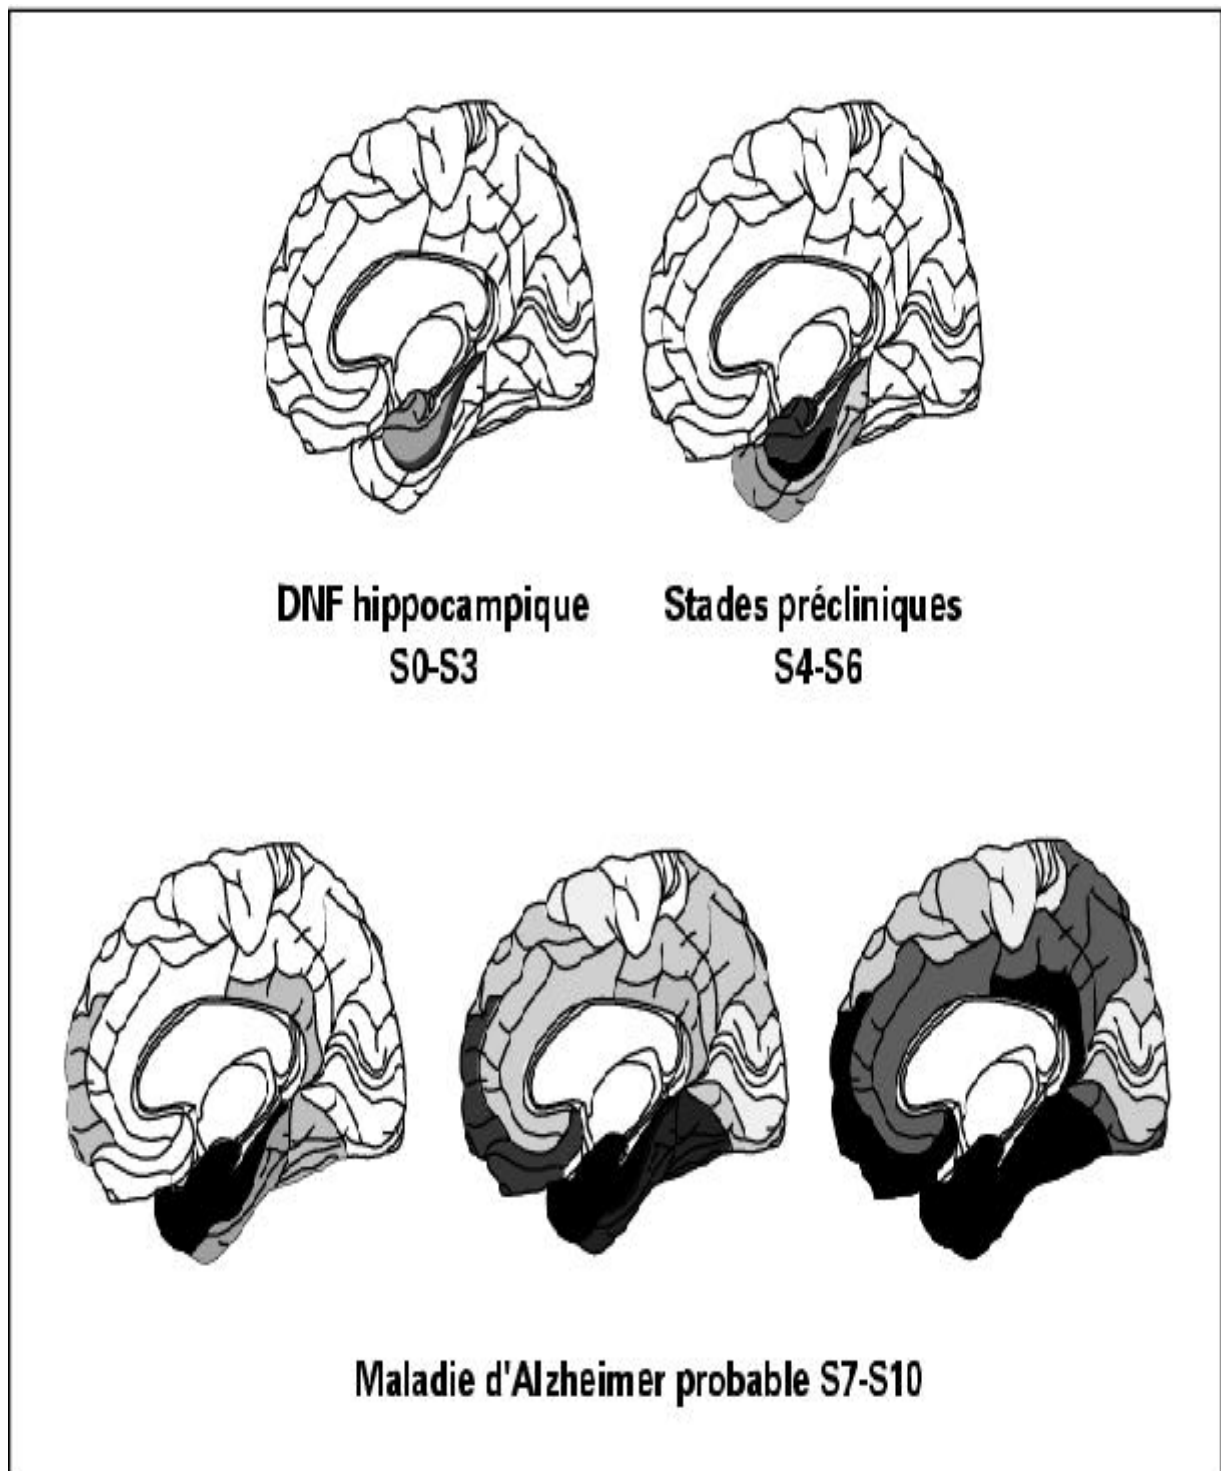 DNF hippocampique
S0-S3
Stades précliniques
S4-S6
Maladie d'Alzheimer probable S7-S10